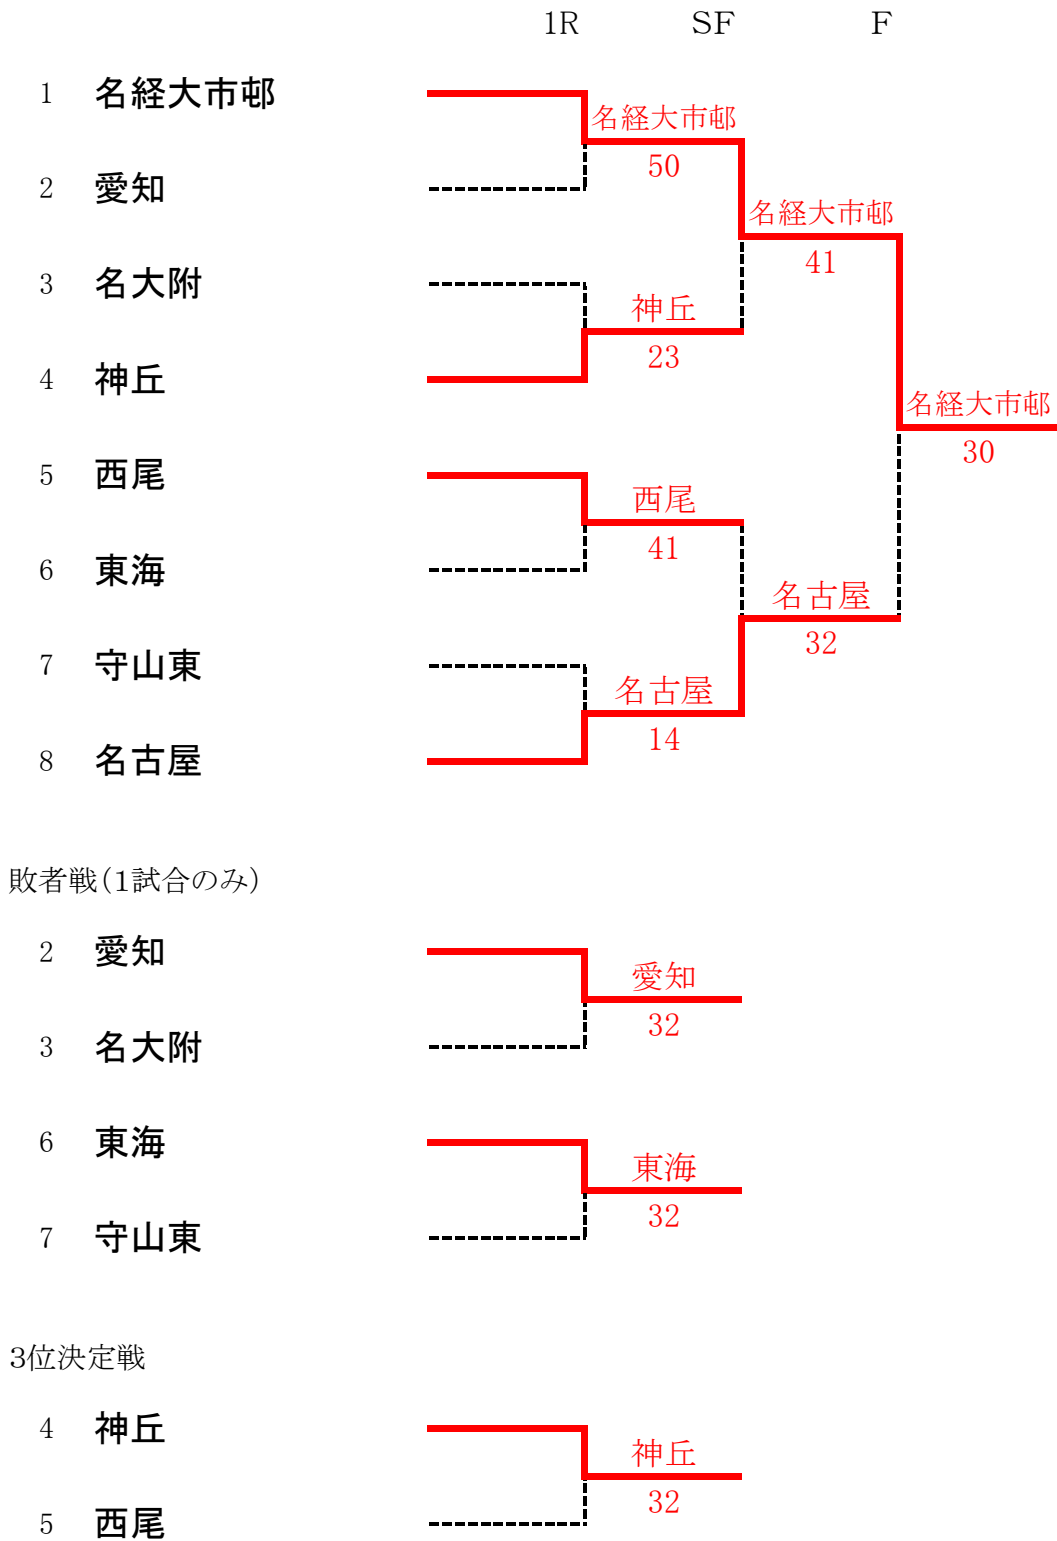 1R SF F
1 名経大市邨
名経大市邨
50
2 愛知
名経大市邨
41
3 名大附
神丘
23
4 神丘
名経大市邨
30
5 西尾
西尾
41
6 東海
名古屋
32
7 守山東
名古屋
14
8 名古屋
敗者戦(1試合のみ)
2 愛知
愛知
32
3 名大附
6 東海
東海
32
7 守山東
3位決定戦
4 神丘
神丘
32
5 西尾